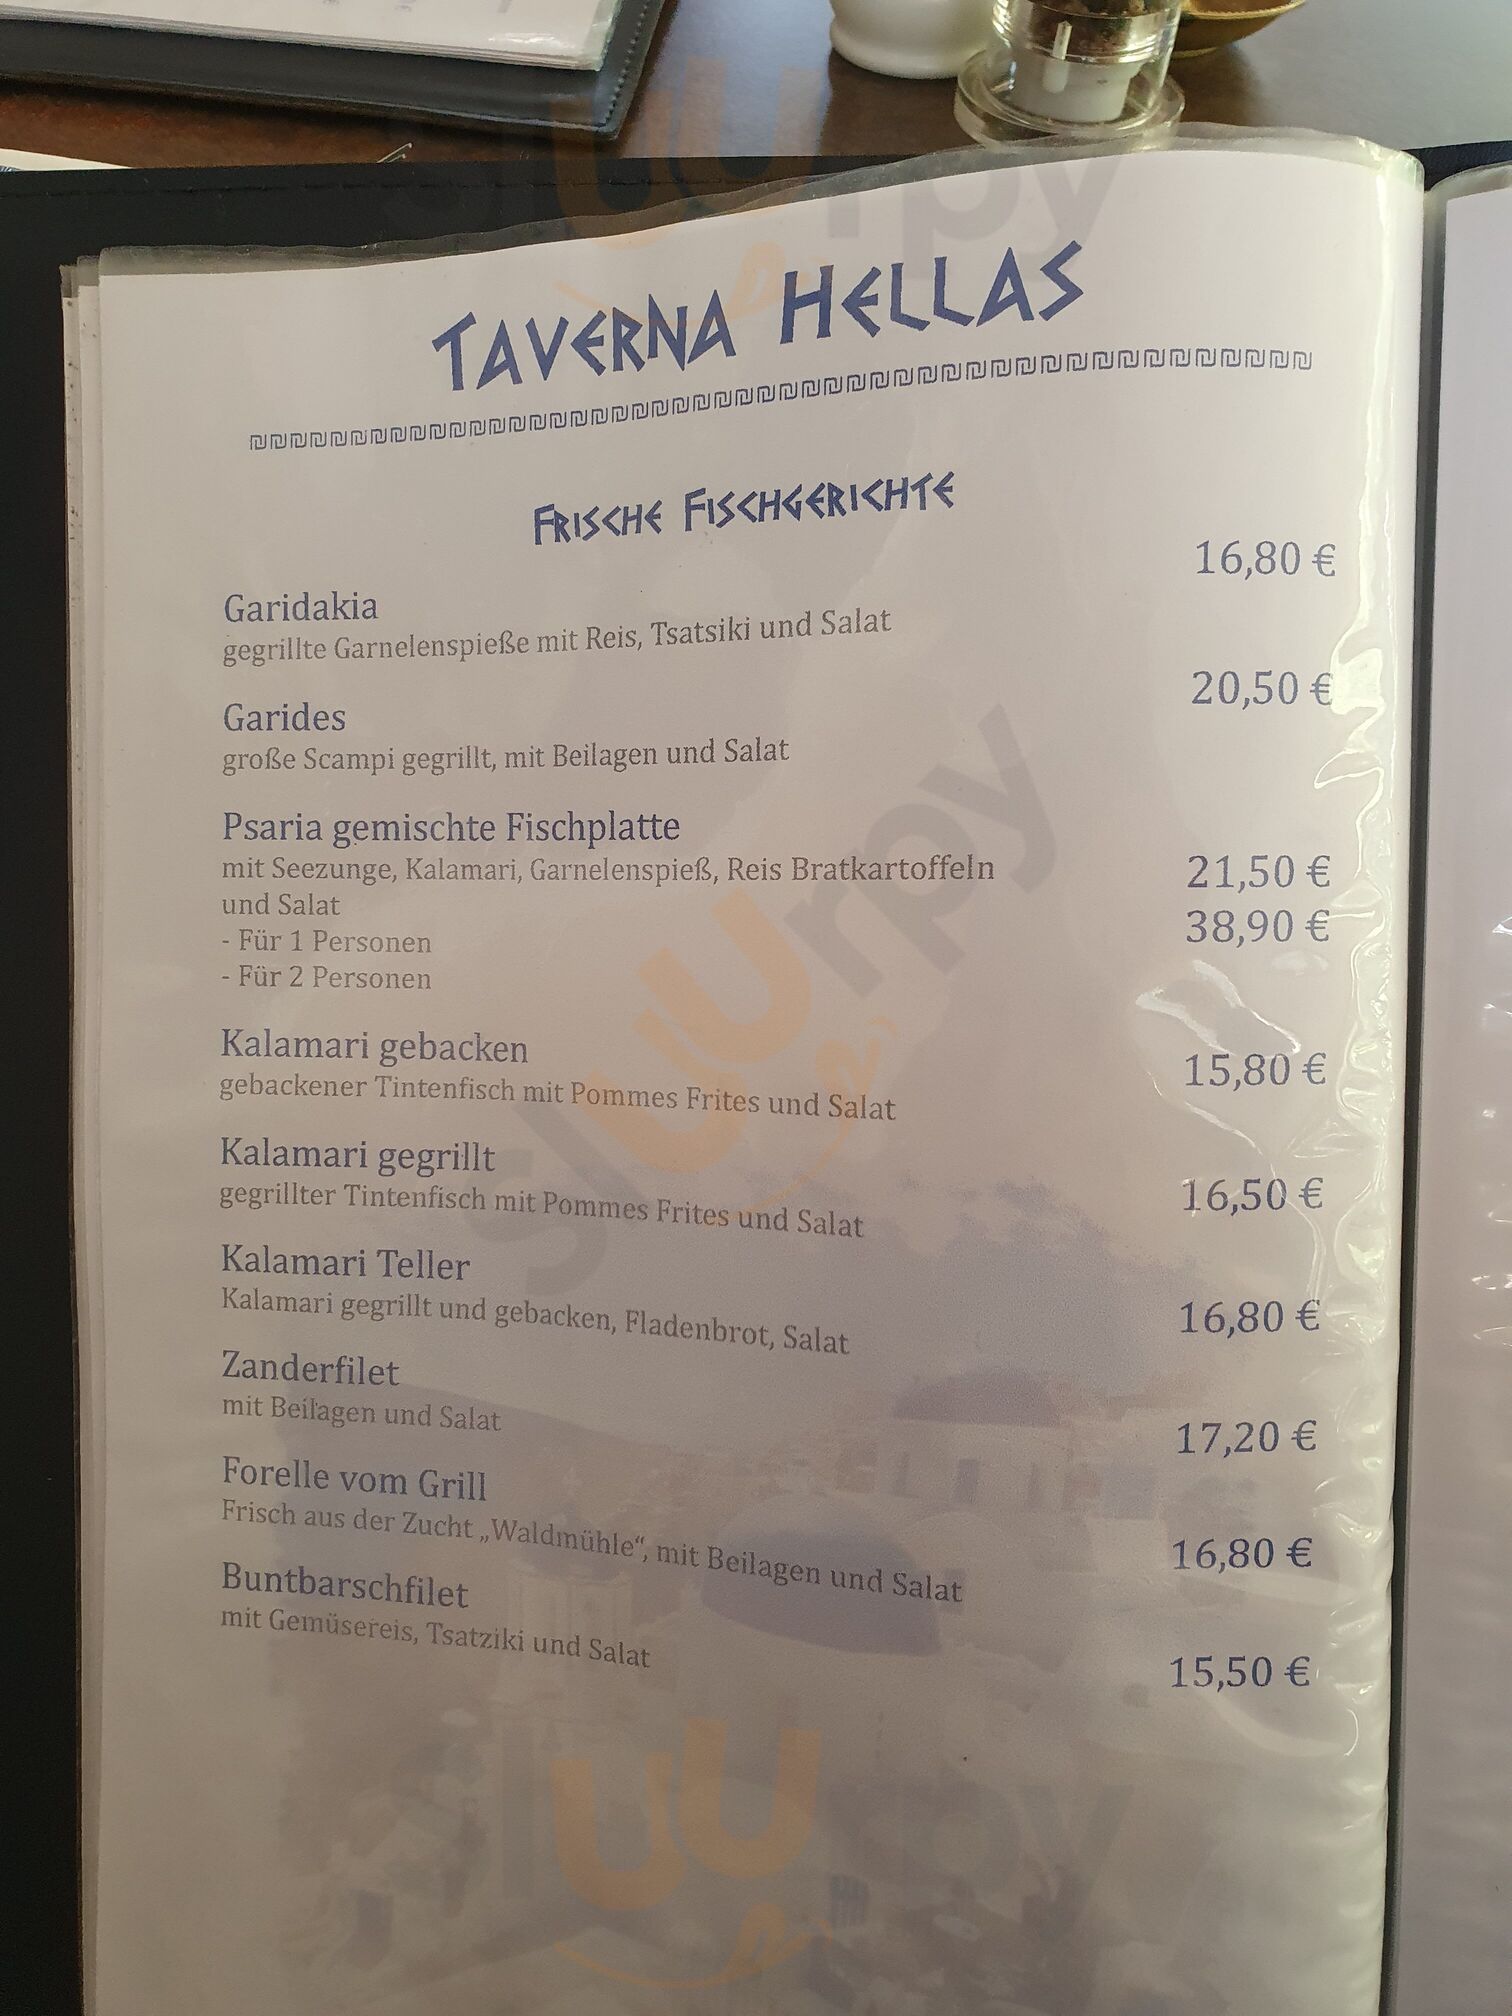 TAVERNA HELLAS
FRISCHE FISCHGERICHTE
Garidakia 16,80 €
gegrillte Garnelenspieße mit Reis, Tsatsiki und Salat
Garides 20,50 €
große Scampi gegrillt, mit Beilagen und Salat
Psaria gemischte Fischplatte
mit Seezunge, Kalamari, Garnelenspieß, Reis Bratkartoffeln
und Salat
- Für 1 Personen 21,50 €
- Für 2 Personen 38,90 €
Kalamari gebacken 15,80 €
gebackener Tintenfisch mit Pommes Frites und Salat
Kalamari gegrillt 16,50 €
gegrillter Tintenfisch mit Pommes Frites und Salat
Kalamari Teller 16,80 €
Kalamari gegrillt und gebacken, Fladenbrot, Salat
Zanderfilet 17,20 €
mit Beilagen und Salat
Forelle vom Grill 16,80 €
Frisch aus der Zucht „Waldmühle“, mit Beilagen und Salat
Buntbarschfilet 15,50 €
mit Gemüsereis, Tsatziki und Salat
slurpy
slurpy
slurpy